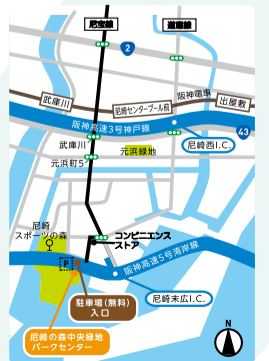 尼宝線
道意線
2
武庫川
尼崎センタープール前
阪神電車
出屋敷
阪神高速3号神戸線
43
武庫川
元浜緑地
尼崎西I.C.
元浜町5
尼崎
スポーツの森
コンビニエンス
ストア
P
阪神高速5号湾岸線
駐車場(無料)
入口
尼崎末広I.C.
尼崎の森中央緑地
パークセンター
N